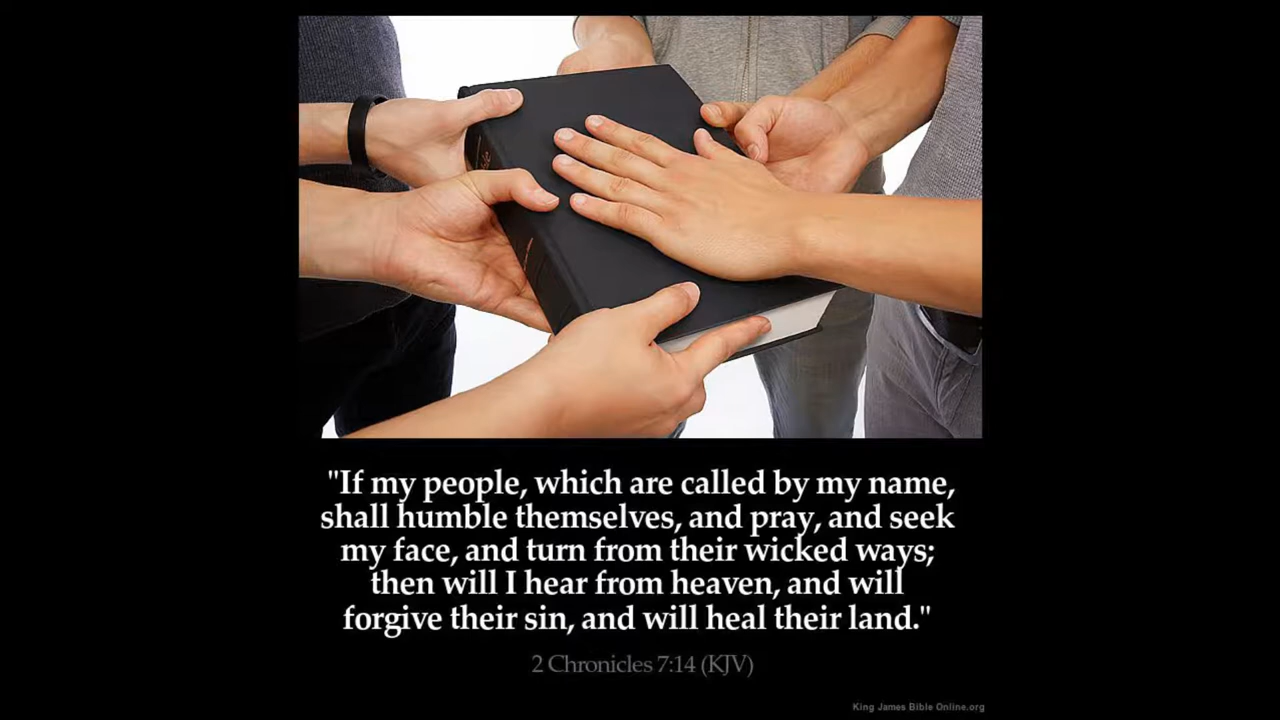 "If my people, which are called by my name,
shall humble themselves, and pray, and seek
my face, and turn from their wicked ways;
then will I hear from heaven, and will
forgive their sin, and will heal their land."
2 Chronicles 7:14 (KJV)
King James Bible Online.org